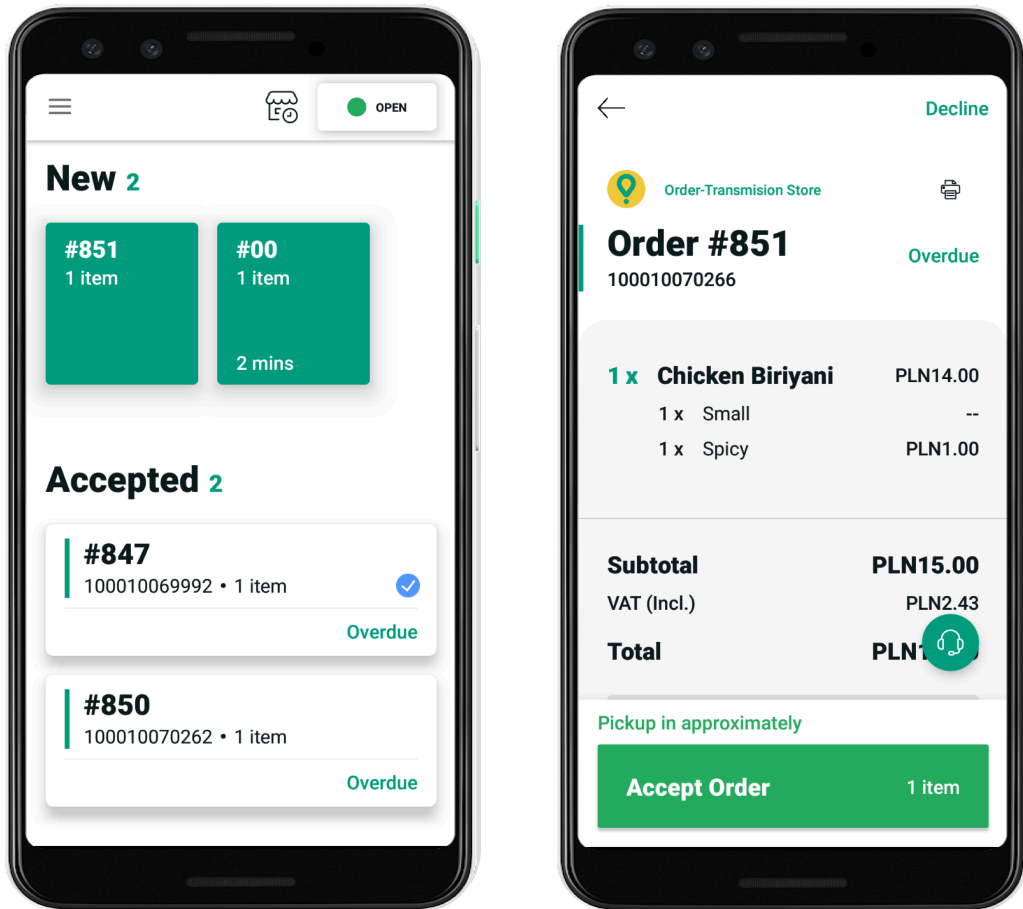 OPEN
New 2
#851
1 item
#00
1 item
2 mins
Accepted 2
#847
100010069992 • 1 item
Overdue
#850
100010070262 • 1 item
Overdue
Decline
Order-Transmision Store
Order #851
Overdue
100010070266
1 x Chicken Biriyani PLN14.00
1 x Small --
1 x Spicy PLN1.00
Subtotal PLN15.00
VAT (Incl.) PLN2.43
Total
Pickup in approximately
Accept Order 1 item